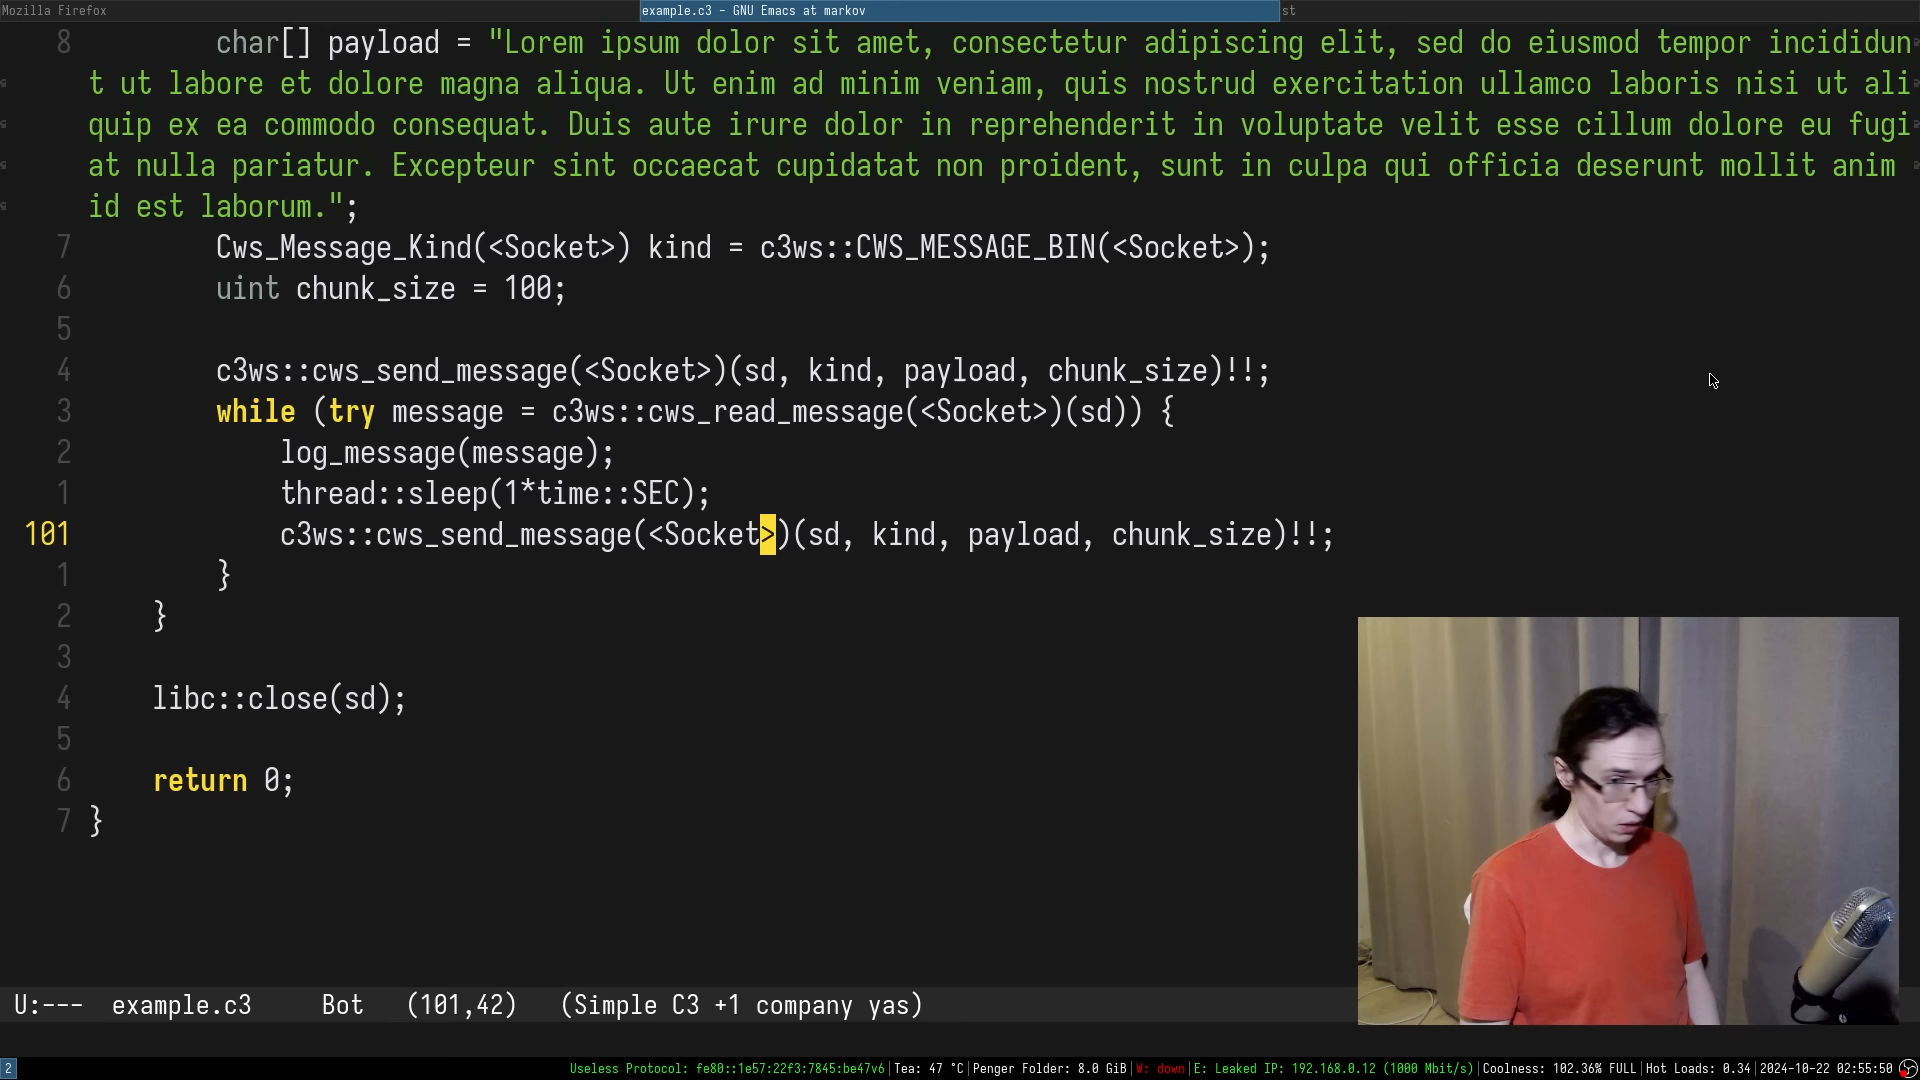 Mozilla Firefox
example.c3 - GNU Emacs at markov
st
8 char[] payload = "Lorem ipsum dolor sit amet, consectetur adipiscing elit, sed do eiusmod tempor incididun
t ut labore et dolore magna aliqua. Ut enim ad minim veniam, quis nostrud exercitation ullamco laboris nisi ut ali
quip ex ea commodo consequat. Duis aute irure dolor in reprehenderit in voluptate velit esse cillum dolore eu fugi
at nulla pariatur. Excepteur sint occaecat cupidatat non proident, sunt in culpa qui officia deserunt mollit anim
id est laborum.";
7 Cws_Message_Kind(<Socket>) kind = c3ws::CWS_MESSAGE_BIN(<Socket>);
6 uint chunk_size = 100;
5
4 c3ws::cws_send_message(<Socket>)(sd, kind, payload, chunk_size)!!;
3 while (try message = c3ws::cws_read_message(<Socket>)(sd)) {
2 log_message(message);
1 thread::sleep(1*time::SEC);
101 c3ws::cws_send_message(<Socket>)(sd, kind, payload, chunk_size)!!;
1 }
2 }
3
4 libc::close(sd);
5
6 return 0;
7 }
U:--- example.c3 Bot (101,42) (Simple C3 +1 company yas)
2 Useless Protocol: fe80::1e57:22f3:7845:be47v6|Tea: 47 °C|Penger Folder: 8.0 GiB|W: down|E: Leaked IP: 192.168.0.12 (1000 Mbit/s)|Coolness: 102.36% FULL|Hot Loads: 0.34|2024-10-22 02:55:50